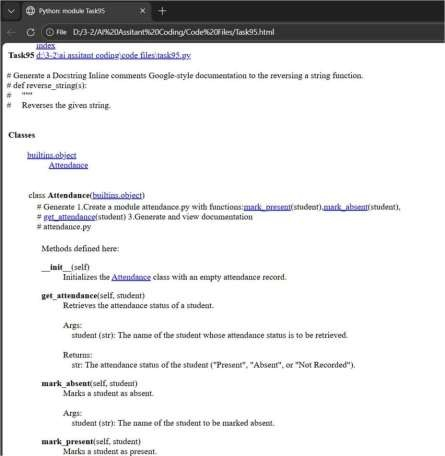 Python: module Task95
File D:/3-2/AI%20Assitant%20Coding/Code%20Files/Task95.html
index
Task95 d:\3-2\ai assitant coding\code files\task95.py
# Generate a Docstring Inline comments Google-style documentation to the reversing a string function.
# def reverse_string(s):
#     """
#     Reverses the given string.
Classes
builtins.object
Attendance
class Attendance(builtins.object)
# Generate 1.Create a module attendance.py with functions:mark_present(student),mark_absent(student),
# get_attendance(student) 3.Generate and view documentation
# attendance.py
Methods defined here:
__init__(self)
Initializes the Attendance class with an empty attendance record.
get_attendance(self, student)
Retrieves the attendance status of a student.
Args:
student (str): The name of the student whose attendance status is to be retrieved.
Returns:
str: The attendance status of the student ("Present", "Absent", or "Not Recorded").
mark_absent(self, student)
Marks a student as absent.
Args:
student (str): The name of the student to be marked absent.
mark_present(self, student)
Marks a student as present.